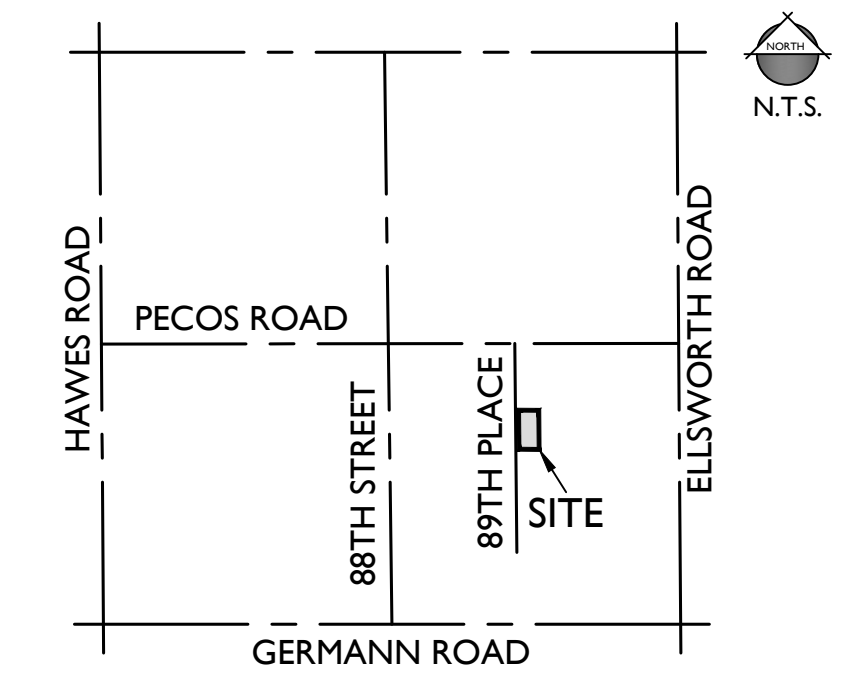 NORTH
N.T.S.
HAWES ROAD
PECOS ROAD
ELLSWORTH ROAD
88TH STREET
89TH PLACE
SITE
GERMANN ROAD